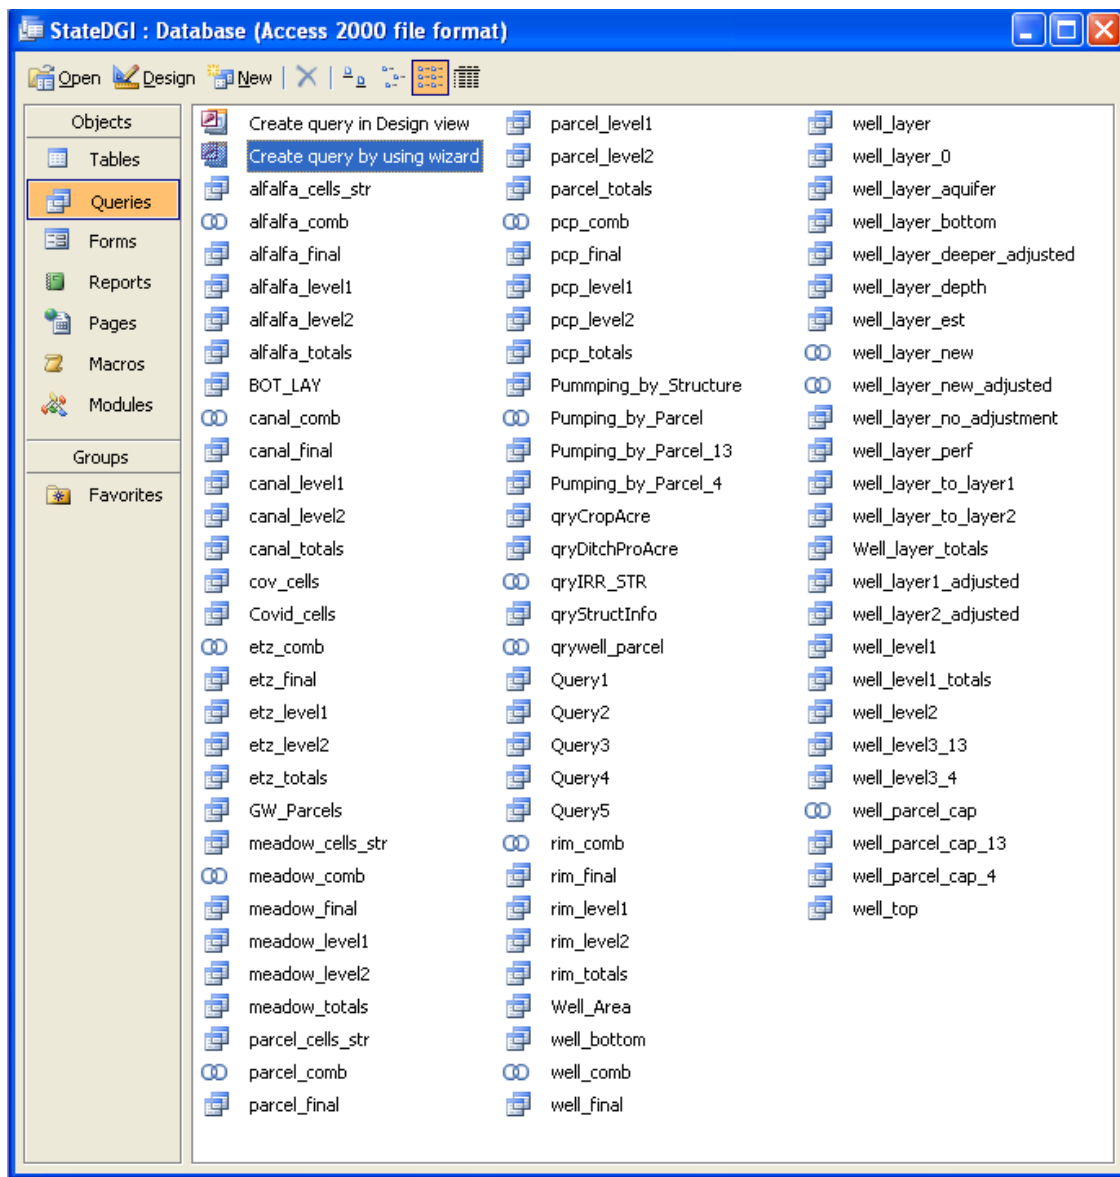 StateDGI : Database (Access 2000 file format)
Open Design New
Objects
Tables
Queries
Forms
Reports
Pages
Macros
Modules
Groups
Favorites
Create query in Design view
Create query by using wizard
alfalfa_cells_str
alfalfa_comb
alfalfa_final
alfalfa_level1
alfalfa_level2
alfalfa_totals
BOT_LAY
canal_comb
canal_final
canal_level1
canal_level2
canal_totals
cov_cells
Covid_cells
etz_comb
etz_final
etz_level1
etz_level2
etz_totals
GW_Parcels
meadow_cells_str
meadow_comb
meadow_final
meadow_level1
meadow_level2
meadow_totals
parcel_cells_str
parcel_comb
parcel_final
parcel_level1
parcel_level2
parcel_totals
pcp_comb
pcp_final
pcp_level1
pcp_level2
pcp_totals
Pummping_by_Structure
Pumping_by_Parcel
Pumping_by_Parcel_13
Pumping_by_Parcel_4
qryCropAcre
qryDitchProAcre
qryIRR_STR
qryStructInfo
qrywell_parcel
Query1
Query2
Query3
Query4
Query5
rim_comb
rim_final
rim_level1
rim_level2
rim_totals
Well_Area
well_bottom
well_comb
well_final
well_layer
well_layer_0
well_layer_aquifer
well_layer_bottom
well_layer_deeper_adjusted
well_layer_depth
well_layer_est
well_layer_new
well_layer_new_adjusted
well_layer_no_adjustment
well_layer_perf
well_layer_to_layer1
well_layer_to_layer2
Well_layer_totals
well_layer1_adjusted
well_layer2_adjusted
well_level1
well_level1_totals
well_level2
well_level3_13
well_level3_4
well_parcel_cap
well_parcel_cap_13
well_parcel_cap_4
well_top